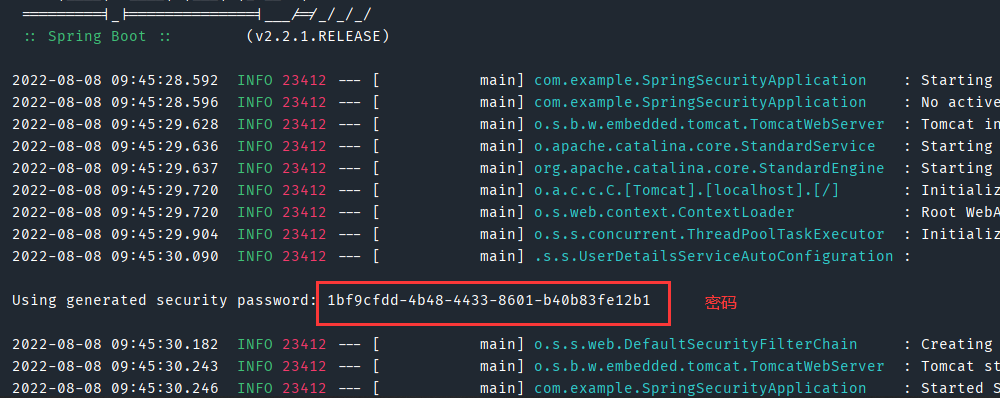 =========|_|==============|___/=/_/_/_/
:: Spring Boot ::        (v2.2.1.RELEASE)
2022-08-08 09:45:28.592  INFO 23412 --- [           main] com.example.SpringSecurityApplication    : Starting
2022-08-08 09:45:28.596  INFO 23412 --- [           main] com.example.SpringSecurityApplication    : No active
2022-08-08 09:45:29.628  INFO 23412 --- [           main] o.s.b.w.embedded.tomcat.TomcatWebServer  : Tomcat in
2022-08-08 09:45:29.636  INFO 23412 --- [           main] o.apache.catalina.core.StandardService   : Starting
2022-08-08 09:45:29.637  INFO 23412 --- [           main] org.apache.catalina.core.StandardEngine  : Starting
2022-08-08 09:45:29.720  INFO 23412 --- [           main] o.a.c.c.C.[Tomcat].[localhost].[/]       : Initializ
2022-08-08 09:45:29.720  INFO 23412 --- [           main] o.s.web.context.ContextLoader            : Root WebA
2022-08-08 09:45:29.904  INFO 23412 --- [           main] o.s.s.concurrent.ThreadPoolTaskExecutor  : Initializ
2022-08-08 09:45:30.090  INFO 23412 --- [           main] .s.s.UserDetailsServiceAutoConfiguration :
Using generated security password: 1bf9cfdd-4b48-4433-8601-b40b83fe12b1 密码
2022-08-08 09:45:30.182  INFO 23412 --- [           main] o.s.s.web.DefaultSecurityFilterChain     : Creating
2022-08-08 09:45:30.243  INFO 23412 --- [           main] o.s.b.w.embedded.tomcat.TomcatWebServer  : Tomcat st
2022-08-08 09:45:30.246  INFO 23412 --- [           main] com.example.SpringSecurityApplication    : Started S